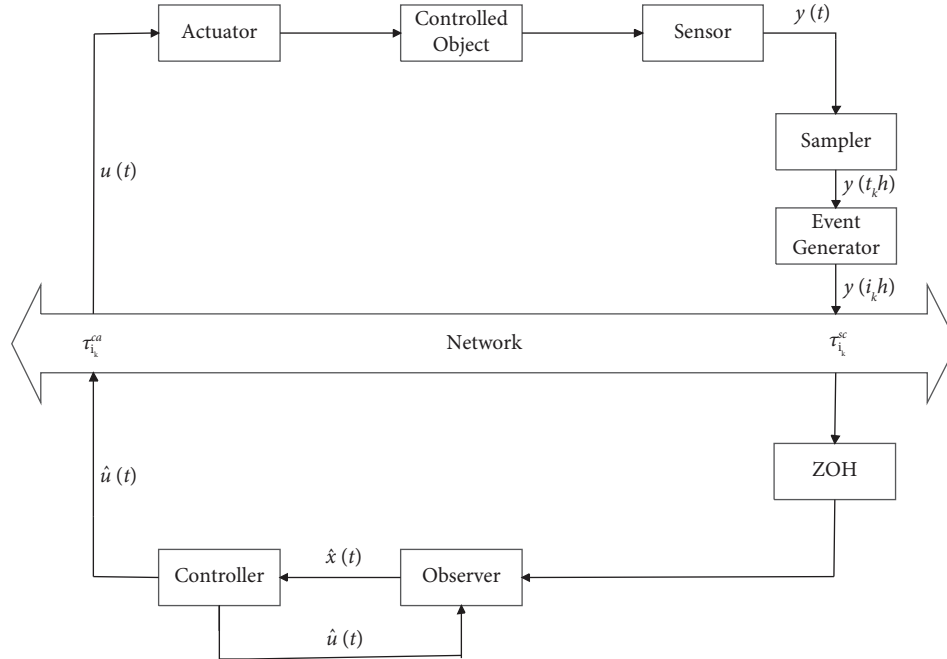 y (t)
Actuator
Controlled
Object
Sensor
Sampler
u (t)
y (t_k h)
Event
Generator
y (i_k h)
τ_{i_k}^{ca}
Network
τ_{i_k}^{sc}
û (t)
ZOH
x̂ (t)
Controller
Observer
û (t)